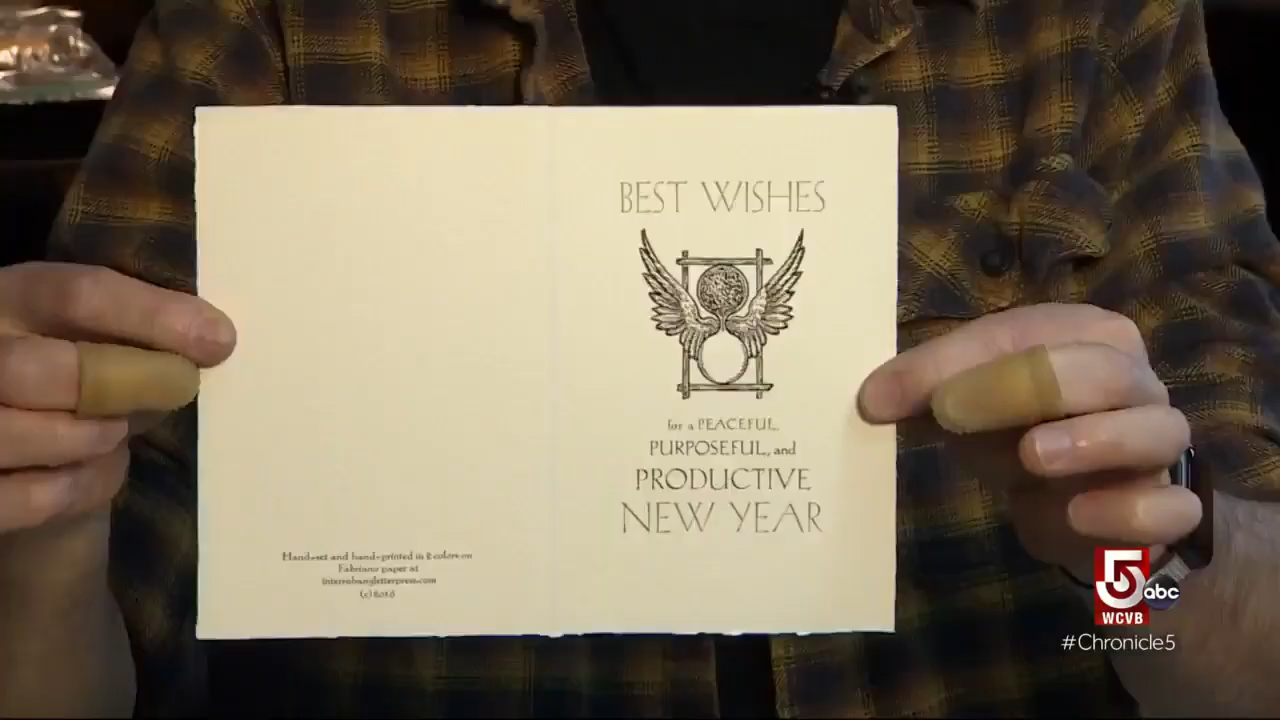 BEST WISHES
for a PEACEFUL,
PURPOSEFUL, and
PRODUCTIVE
NEW YEAR
Hand-set and hand-printed in 2 colors on
Fabriano paper at
interrobangletterpress.com
(c) 2016
5
abc
WCVB
#Chronicle5